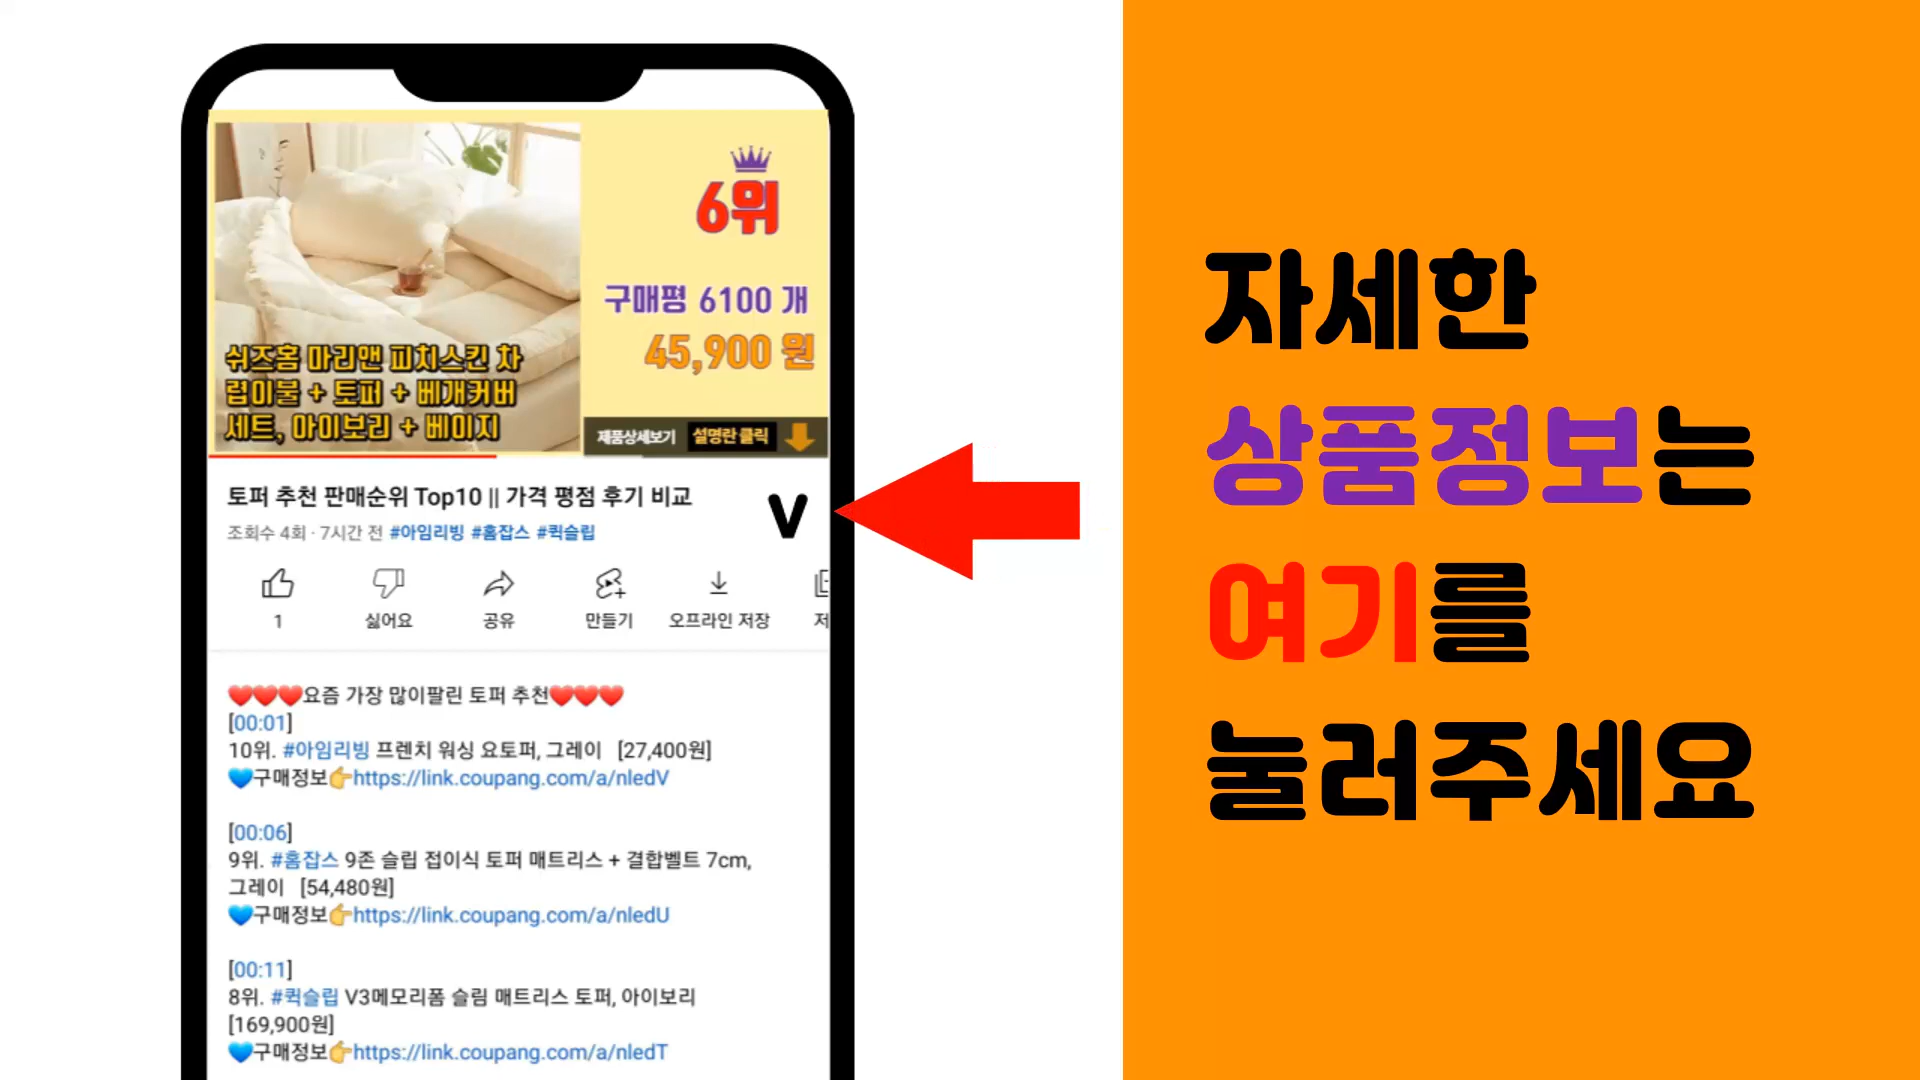 6위
구매평 6100 개
45,900 원
쉬즈홈 마리앤 피치스킨 차
렵이불 + 토퍼 + 베개커버
세트, 아이보리 + 베이지
제품상세보기 설명란 클릭
토퍼 추천 판매순위 Top10 || 가격 평점 후기 비교
V
조회수 4회 · 7시간 전 #아임리빙 #홈잡스 #퀵슬립
1 싫어요 공유 만들기 오프라인 저장 저
❤️❤️❤️요즘 가장 많이팔린 토퍼 추천❤️❤️❤️
[00:01]
10위. #아임리빙 프렌치 워싱 요토퍼, 그레이 [27,400원]
💙구매정보👉https://link.coupang.com/a/nledV
[00:06]
9위. #홈잡스 9존 슬립 접이식 토퍼 매트리스 + 결합벨트 7cm,
그레이 [54,480원]
💙구매정보👉https://link.coupang.com/a/nledU
[00:11]
8위. #퀵슬립 V3메모리폼 슬림 매트리스 토퍼, 아이보리
[169,900원]
💙구매정보👉https://link.coupang.com/a/nledT
자세한
상품정보는
여기를
눌러주세요